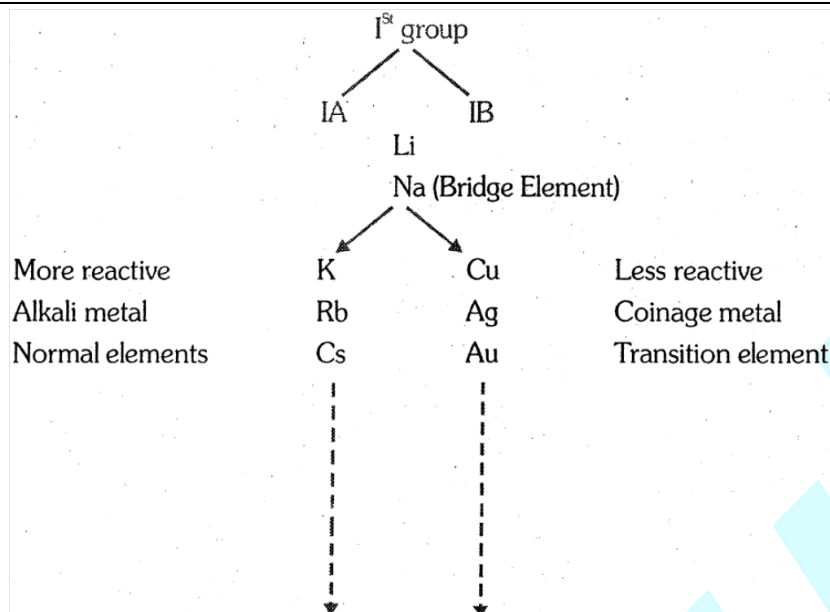 Ist group
IA IB
Li
Na (Bridge Element)
More reactive K Cu Less reactive
Alkali metal Rb Ag Coinage metal
Normal elements Cs Au Transition element